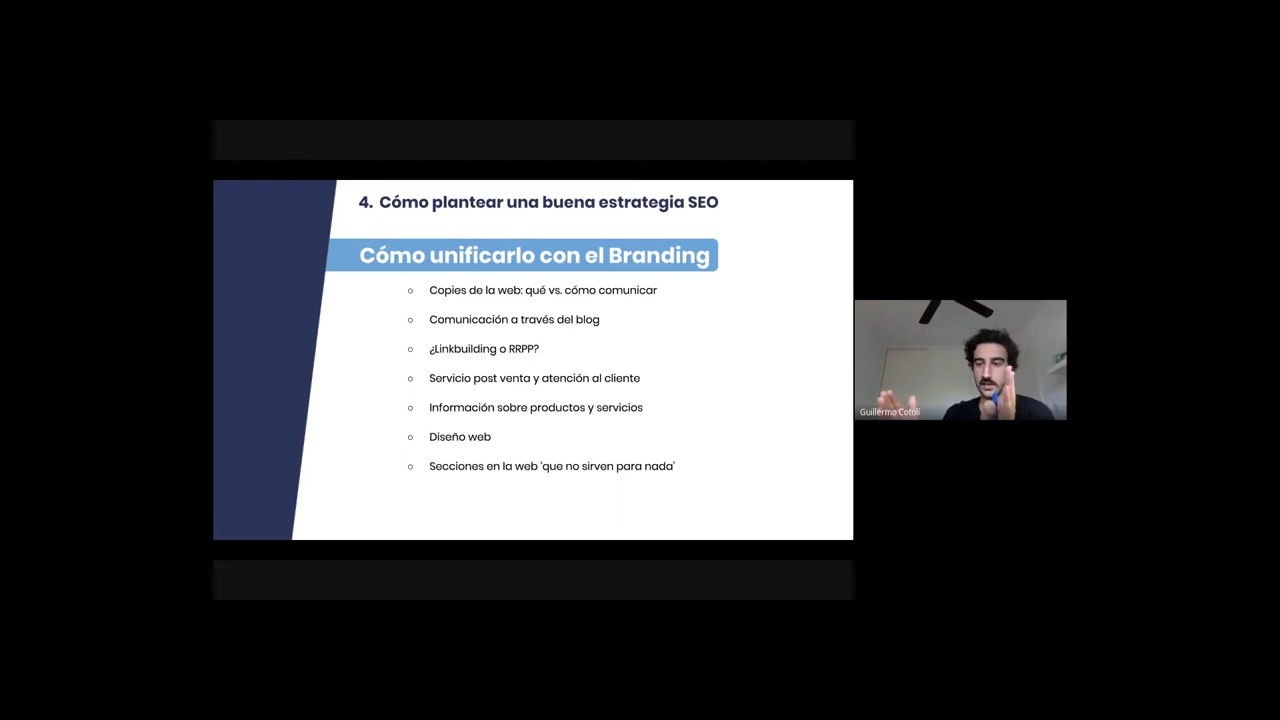 4. Cómo plantear una buena estrategia SEO
Cómo unificarlo con el Branding
Copies de la web: qué vs. cómo comunicar
Comunicación a través del blog
¿Linkbuilding o RRPP?
Servicio post venta y atención al cliente
Información sobre productos y servicios
Diseño web
Secciones en la web 'que no sirven para nada'
Guillermo Cotolí